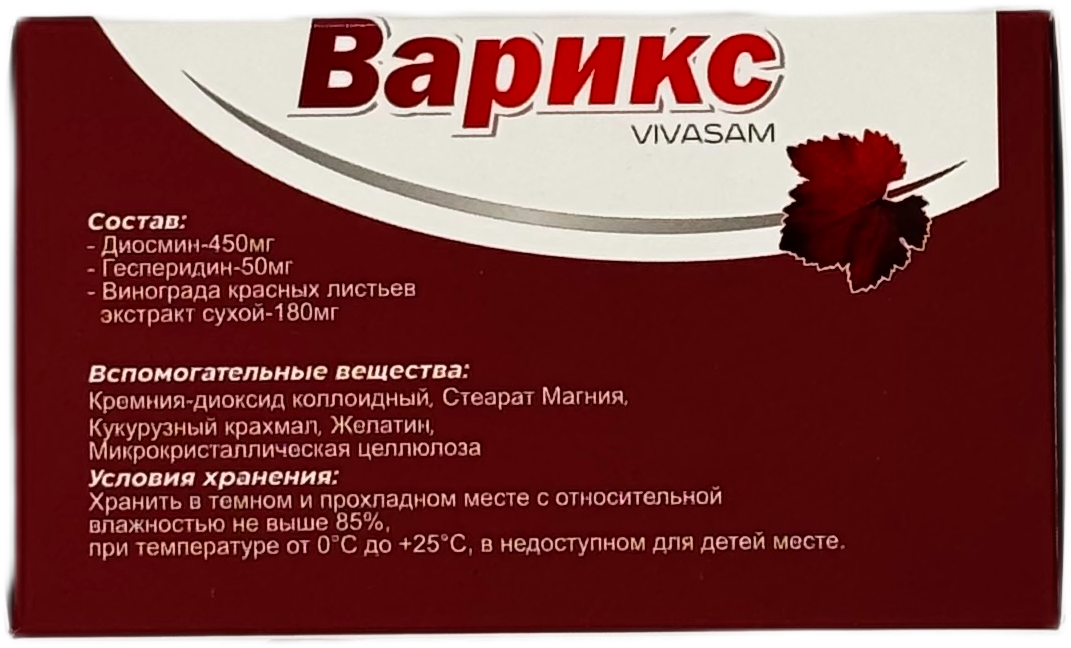 Варикс
VIVASAM
Состав:
- Диосмин-450мг
- Гесперидин-50мг
- Винограда красных листьев
экстракт сухой-180мг
Вспомогательные вещества:
Кремния-диоксид коллоидный, Стеарат Магния,
Кукурузный крахмал, Желатин,
Микрокристаллическая целлюлоза
Условия хранения:
Хранить в темном и прохладном месте с относительной
влажностью не выше 85%,
при температуре от 0°С до +25°С, в недоступном для детей месте.